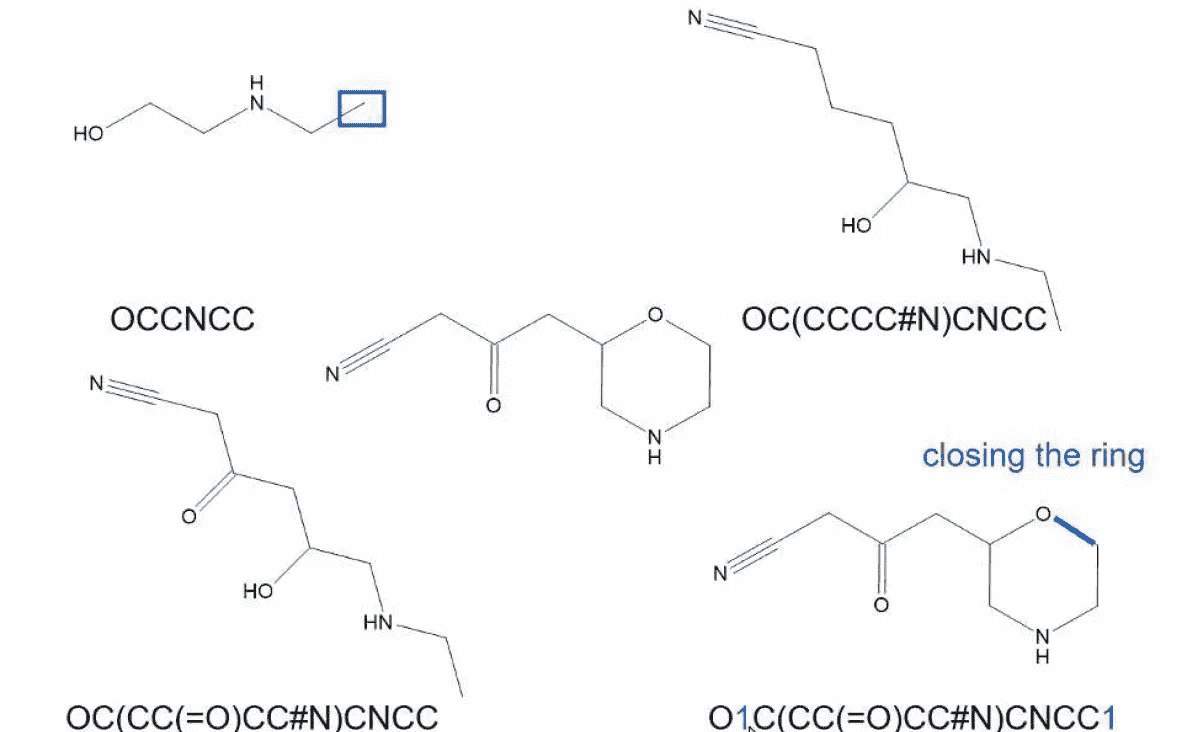 N
H
N
HO
HO
HN
OCCNCC
OC(CCCC#N)CNCC
O
N
O
N
H
N
O
HO
HN
closing the ring
O
N
O
N
H
OC(CC(=O)CC#N)CNCC
O1C(CC(=O)CC#N)CNCC1